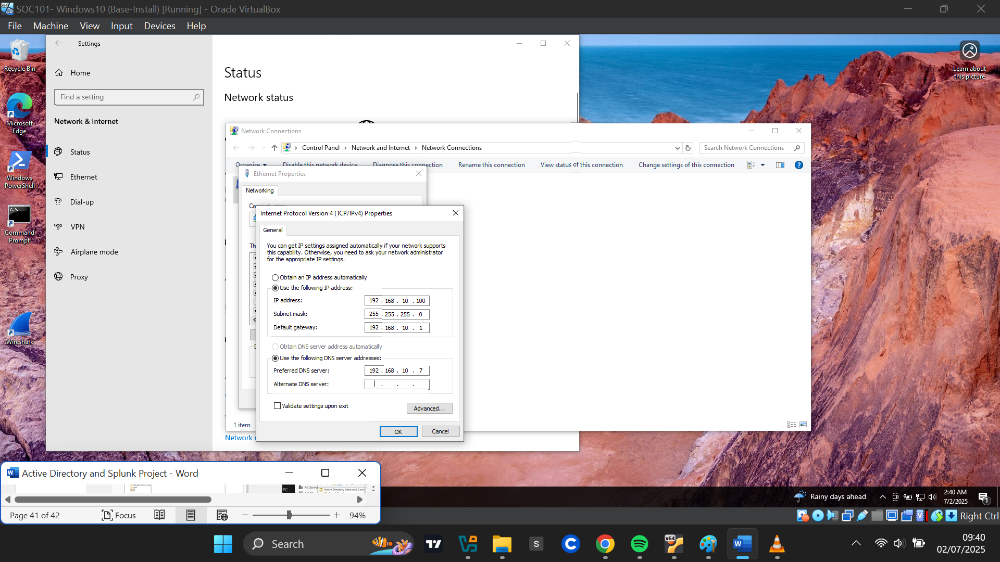 SOC101- Windows10 (Base-Install) [Running] - Oracle VirtualBox
File Machine View Input Devices Help
Recycle Bin
Microsoft Edge
Windows PowerShell
Command Prompt
Wireshark
Learn about this picture
Settings
Home
Find a setting
Network & Internet
Status
Ethernet
Dial-up
VPN
Airplane mode
Proxy
Status
Network status
Network
Network Connections
Control Panel › Network and Internet › Network Connections
Search Network Connections
Organize Disable this network device Diagnose this connection Rename this connection View status of this connection Change settings of this connection
1 item
Ethernet Properties
Networking
Internet Protocol Version 4 (TCP/IPv4) Properties
General
You can get IP settings assigned automatically if your network supports
this capability. Otherwise, you need to ask your network administrator
for the appropriate IP settings.
Obtain an IP address automatically
Use the following IP address:
IP address: 192 . 168 . 10 . 100
Subnet mask: 255 . 255 . 255 . 0
Default gateway: 192 . 168 . 10 . 1
Obtain DNS server address automatically
Use the following DNS server addresses:
Preferred DNS server: 192 . 168 . 10 . 7
Alternate DNS server: . . .
Validate settings upon exit
Advanced...
OK Cancel
Active Directory and Splunk Project - Word
Page 41 of 42 Focus 94%
Rainy days ahead
2:40 AM
7/2/2025
1
Right Ctrl
Search
09:40
02/07/2025